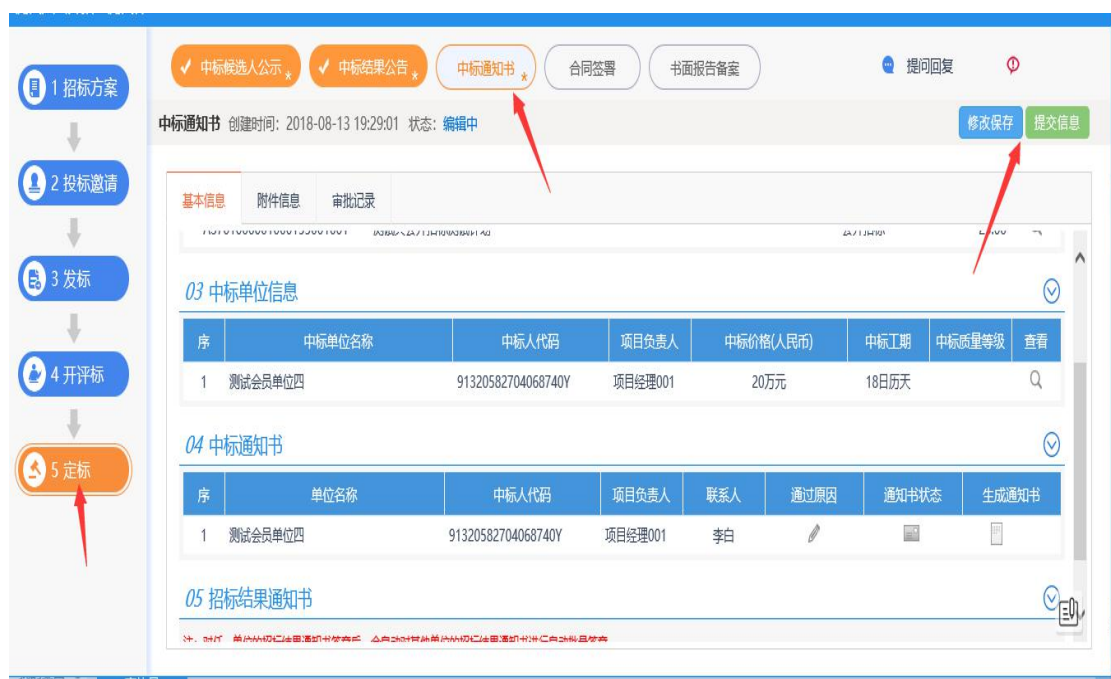 1 招标方案
2 投标邀请
3 发标
4 开评标
5 定标
中标候选人公示 * 中标结果公告 * 中标通知书 * 合同签署 书面报告备案 提问回复
中标通知书 创建时间：2018-08-13 19:29:01 状态：编辑中 修改保存 提交信息
基本信息 附件信息 审批记录
03 中标单位信息
序 中标单位名称 中标人代码 项目负责人 中标价格(人民币) 中标工期 中标质量等级 查看
1 测试会员单位四 91320582704068740Y 项目经理001 20万元 18日历天
04 中标通知书
序 单位名称 中标人代码 项目负责人 联系人 通过原因 通知书状态 生成通知书
1 测试会员单位四 91320582704068740Y 项目经理001 李白
05 招标结果通知书